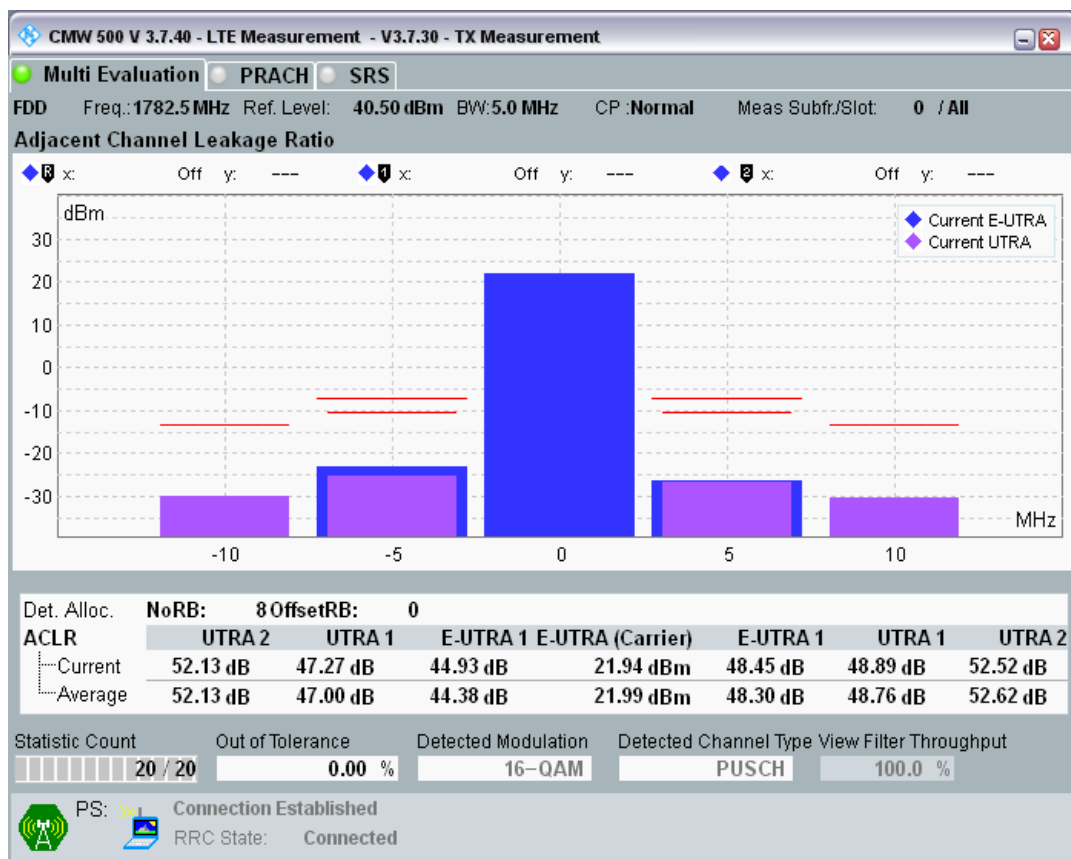 CMW 500 V 3.7.40 - LTE Measurement - V3.7.30 - TX Measurement
Multi Evaluation PRACH SRS
FDD Freq.: 1782.5 MHz Ref. Level: 40.50 dBm BW: 5.0 MHz CP : Normal Meas Subfr./Slot: 0 / All
Adjacent Channel Leakage Ratio
R x: Off y: --- 1 x: Off y: --- 2 x: Off y: ---
dBm
Current E-UTRA
Current UTRA
30
20
10
0
-10
-20
-30
MHz
-10 -5 0 5 10
Det. Alloc. NoRB: 8 OffsetRB: 0
ACLR UTRA 2 UTRA 1 E-UTRA 1 E-UTRA (Carrier) E-UTRA 1 UTRA 1 UTRA 2
Current 52.13 dB 47.27 dB 44.93 dB 21.94 dBm 48.45 dB 48.89 dB 52.52 dB
Average 52.13 dB 47.00 dB 44.38 dB 21.99 dBm 48.30 dB 48.76 dB 52.62 dB
Statistic Count Out of Tolerance Detected Modulation Detected Channel Type View Filter Throughput
20 / 20 0.00 % 16-QAM PUSCH 100.0 %
PS: Connection Established
RRC State: Connected